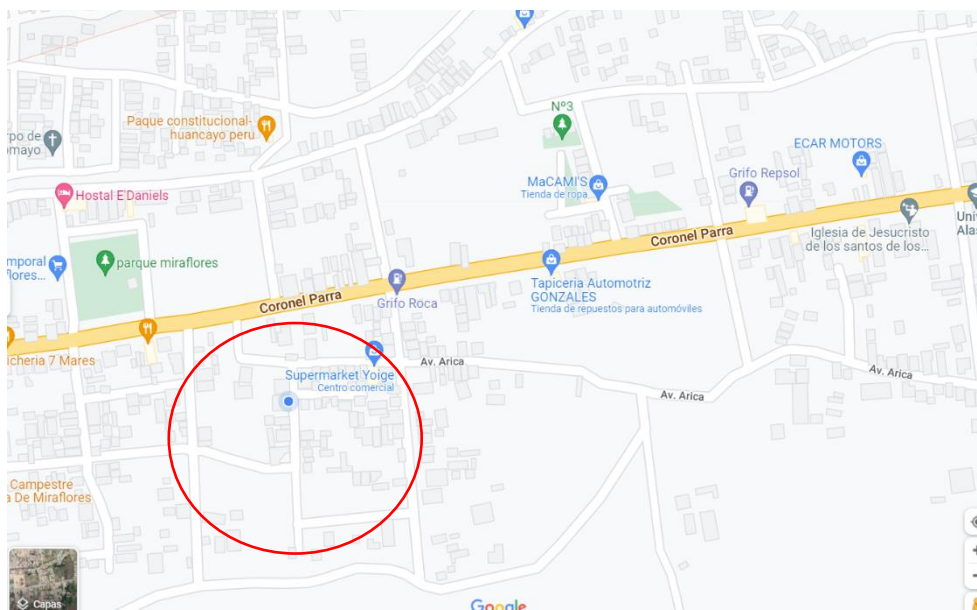 Nº3
Paque constitucional-
huancayo peru
rpo de
omayo
ECAR MOTORS
MaCAMI'S
Tienda de ropa...
Grifo Repsol
Hostal E'Daniels
Coronel Parra
Iglesia de Jesucristo
de los santos de los...
Uni
Alas
mporal
flores...
parque miraflores
Grifo Roca
Tapiceria Automotriz
GONZALES
Tienda de repuestos para automóviles
Coronel Parra
icheria 7 Mares
Supermarket Yoige
Centro comercial
Av. Arica
Av. Arica
Av. Arica
Campestre
a De Miraflores
Capas
Google